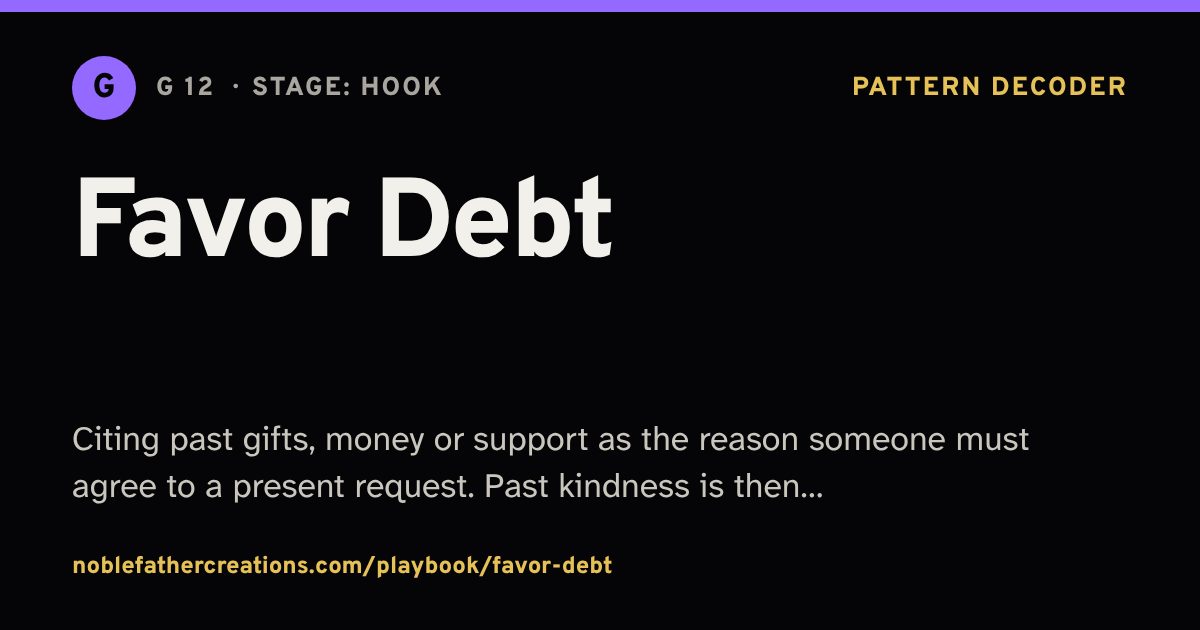 G
G 12 · STAGE: HOOK
PATTERN DECODER
Favor Debt
Citing past gifts, money or support as the reason someone must
agree to a present request. Past kindness is then...
noblefathercreations.com/playbook/favor-debt